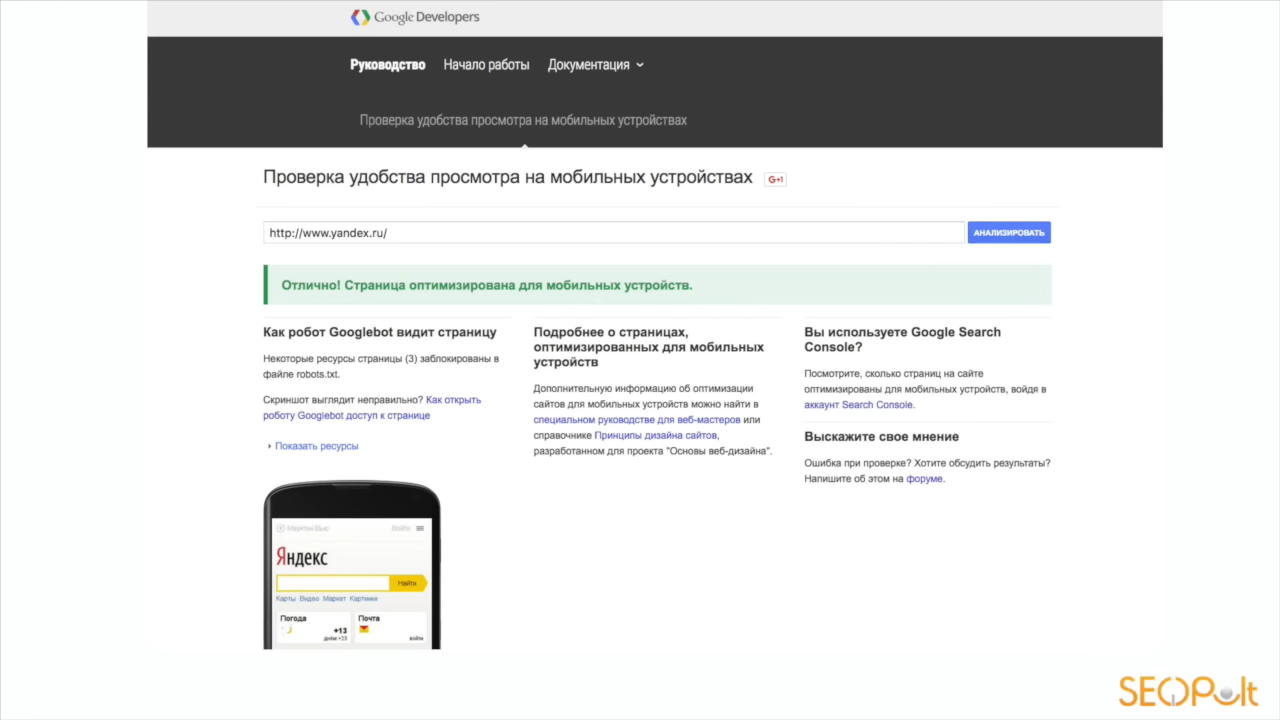 Google Developers
Руководство Начало работы Документация
Проверка удобства просмотра на мобильных устройствах
Проверка удобства просмотра на мобильных устройствах G+1
http://www.yandex.ru/ АНАЛИЗИРОВАТЬ
Отлично! Страница оптимизирована для мобильных устройств.
Как робот Googlebot видит страницу
Некоторые ресурсы страницы (3) заблокированы в
файле robots.txt.
Скриншот выглядит неправильно? Как открыть
роботу Googlebot доступ к странице
Показать ресурсы
Подробнее о страницах,
оптимизированных для мобильных
устройств
Дополнительную информацию об оптимизации
сайтов для мобильных устройств можно найти в
специальном руководстве для веб-мастеров или
справочнике Принципы дизайна сайтов,
разработанном для проекта "Основы веб-дизайна".
Вы используете Google Search
Console?
Посмотрите, сколько страниц на сайте
оптимизированы для мобильных устройств, войдя в
аккаунт Search Console.
Выскажите свое мнение
Ошибка при проверке? Хотите обсудить результаты?
Напишите об этом на форуме.
Войти
Яндекс
Найти
Карты Видео Маркет Картинки
Погода Почта
+13
днём +23 войти
SEOPult